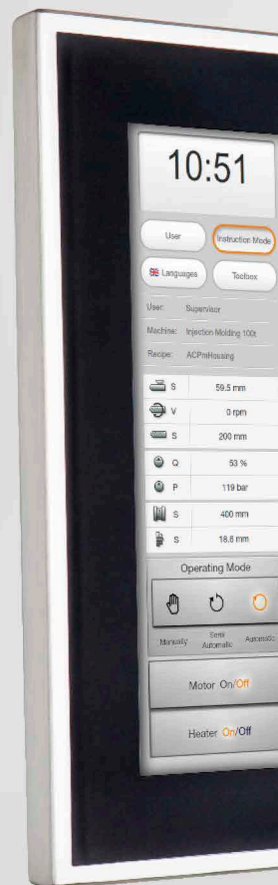 10:51
User Instruction Mode
Languages Toolbox
User: Supervisor
Machine: Injection Molding 100t
Recipe: ACPmHousing
S 59.5 mm
V 0 rpm
S 200 mm
Q 53 %
P 119 bar
S 400 mm
S 18.6 mm
Operating Mode
Manually Semi Automatic Automatic
Motor On/Off
Heater On/Off